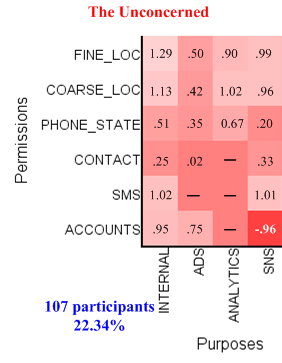 The Unconcerned
FINE_LOC 1.29 .50 .90 .99
COARSE_LOC 1.13 .42 1.02 .96
PHONE_STATE .51 .35 0.67 .20
CONTACT .25 .02 — .33
SMS 1.02 — — 1.01
ACCOUNTS .95 .75 — -.96
Permissions
INTERNAL ADS ANALYTICS SNS
107 participants
22.34%
Purposes